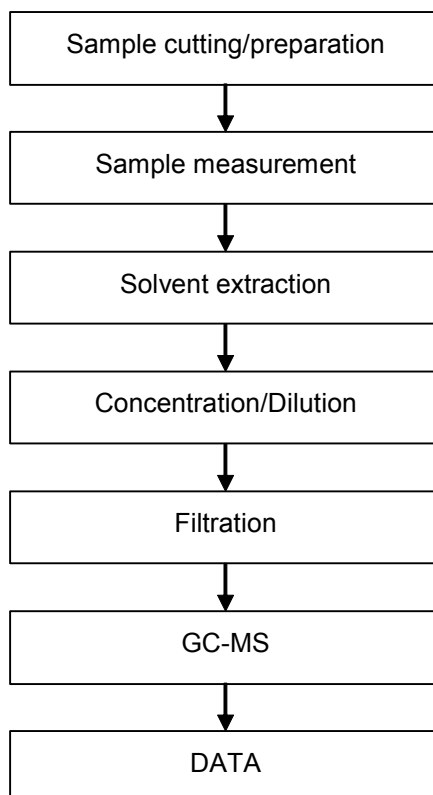 Sample cutting/preparation
Sample measurement
Solvent extraction
Concentration/Dilution
Filtration
GC-MS
DATA